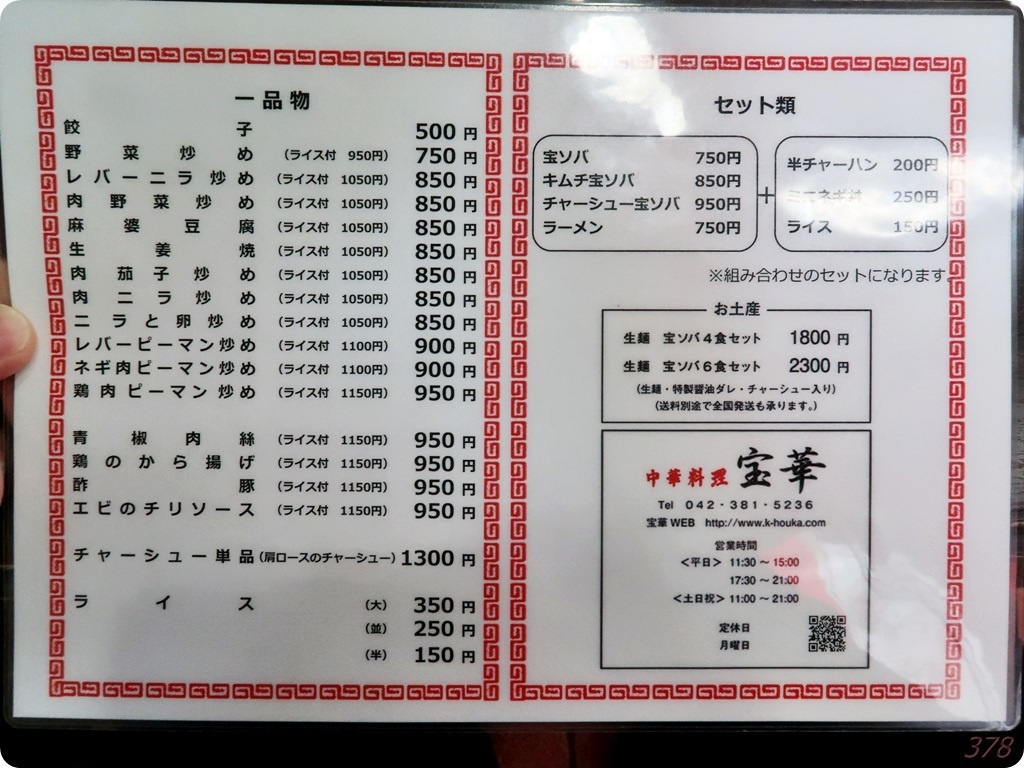 一品物
餃子 500円
野菜炒め (ライス付 950円) 750円
レバーニラ炒め (ライス付 1050円) 850円
肉野菜炒め (ライス付 1050円) 850円
麻婆豆腐 (ライス付 1050円) 850円
生姜焼 (ライス付 1050円) 850円
肉茄子炒め (ライス付 1050円) 850円
肉ニラ炒め (ライス付 1050円) 850円
ニラと卵炒め (ライス付 1050円) 850円
レバーピーマン炒め (ライス付 1100円) 900円
ネギ肉ピーマン炒め (ライス付 1100円) 900円
鶏肉ピーマン炒め (ライス付 1150円) 950円
青椒肉絲 (ライス付 1150円) 950円
鶏のから揚げ (ライス付 1150円) 950円
酢豚 (ライス付 1150円) 950円
エビのチリソース (ライス付 1150円) 950円
チャーシュー単品(肩ロースのチャーシュー) 1300円
ライス (大) 350円
(並) 250円
(半) 150円
セット類
宝ソバ 750円
キムチ宝ソバ 850円
チャーシュー宝ソバ 950円
ラーメン 750円
+
半チャーハン 200円
ミニネギ丼 250円
ライス 150円
※組み合わせのセットになります。
お土産
生麺 宝ソバ4食セット 1800円
生麺 宝ソバ6食セット 2300円
(生麺・特製醤油ダレ・チャーシュー入り)
(送料別途で全国発送も承ります。)
中華料理 宝華
Tel 042・381・5236
宝華WEB http://www.k-houka.com
営業時間
<平日> 11:30 ~ 15:00
17:30 ~ 21:00
<土日祝> 11:00 ~ 21:00
定休日
月曜日
378